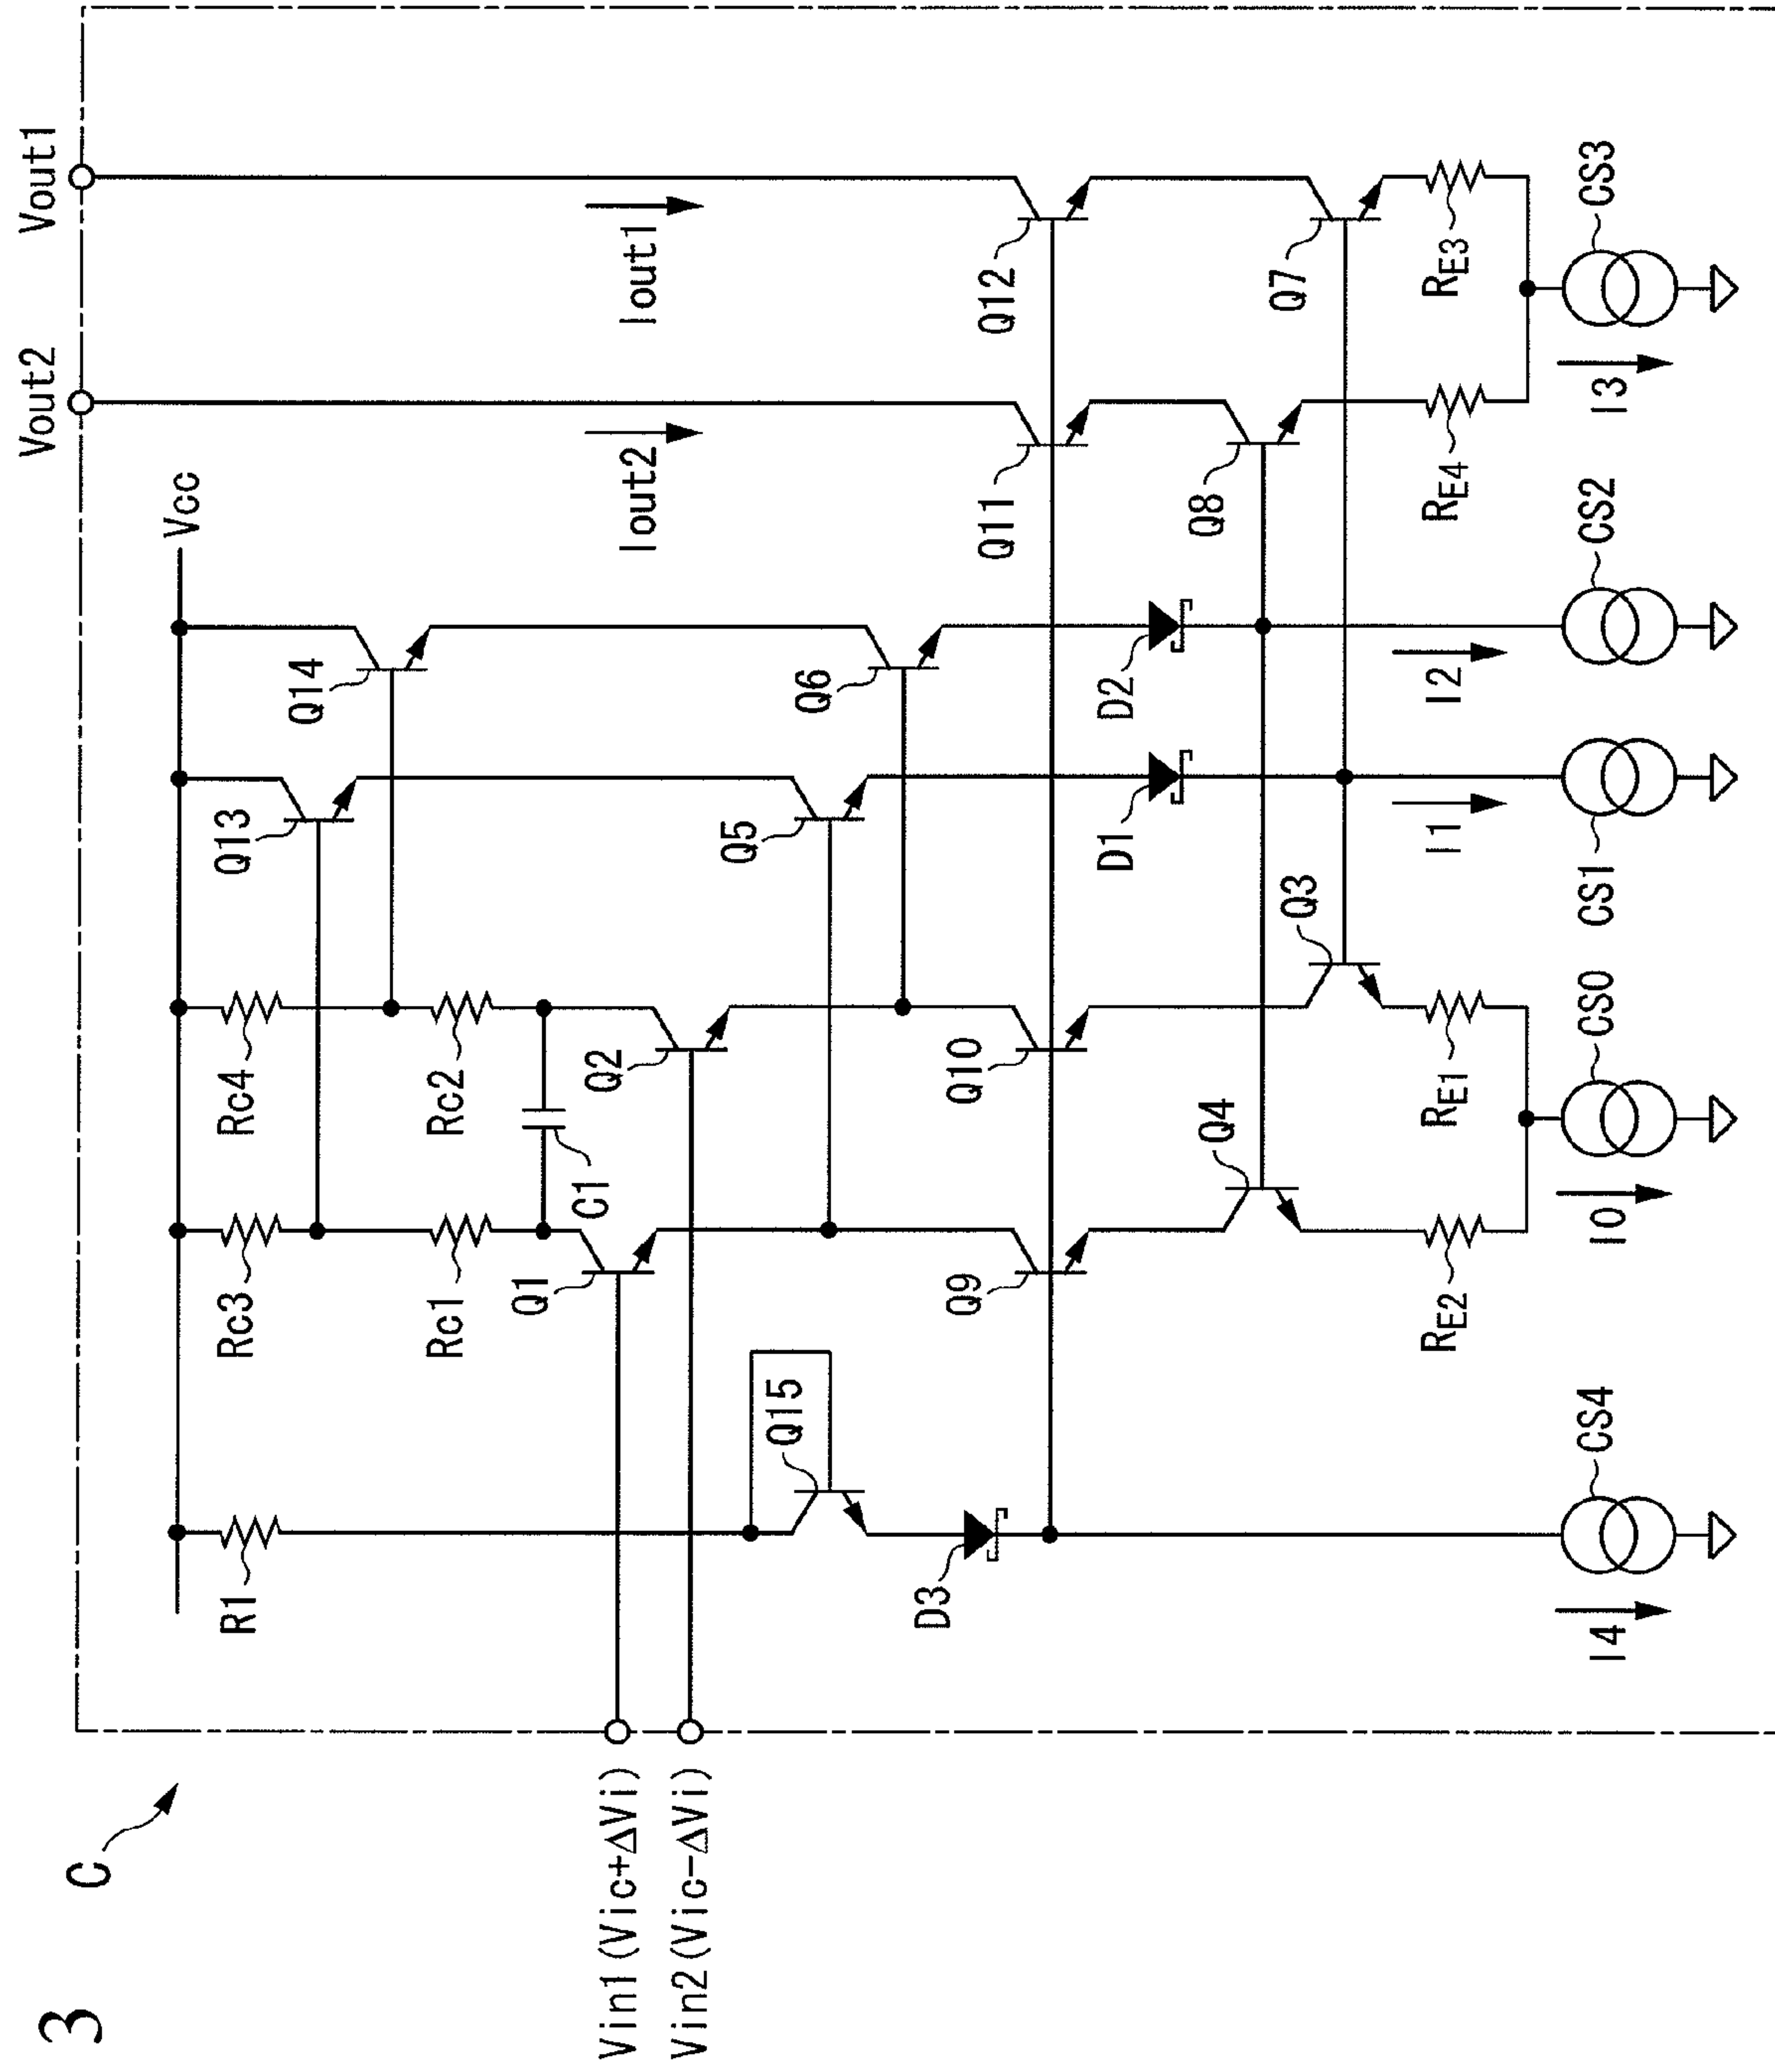 3
C
Vout2
Vout1
Vcc
Iout2
Iout1
R1
Rc3
Rc4
Q13
Q14
Rc1
Rc2
C1
Q1
Q2
Vin1(Vic+ΔVi)
Vin2(Vic-ΔVi)
Q15
Q5
Q6
D3
Q9
Q10
Q11
Q12
D1
D2
Q4
Q3
Q8
Q7
RE2
RE1
RE4
RE3
I4
CS4
I0
CS0
I1
CS1
I2
CS2
I3
CS3